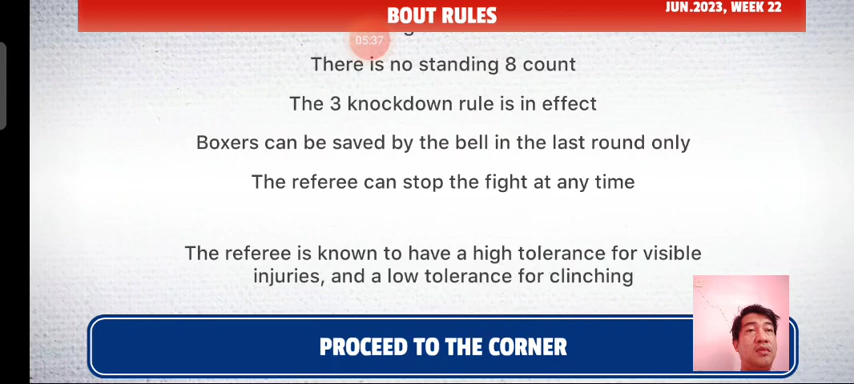 BOUT RULES
JUN.2023, WEEK 22
05:37
There is no standing 8 count
The 3 knockdown rule is in effect
Boxers can be saved by the bell in the last round only
The referee can stop the fight at any time
The referee is known to have a high tolerance for visible
injuries, and a low tolerance for clinching
PROCEED TO THE CORNER